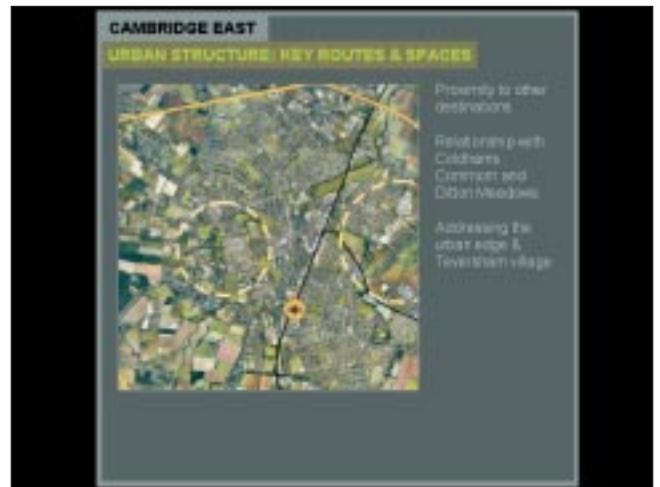 CAMBRIDGE EAST
URBAN STRUCTURE: KEY ROUTES & SPACES
Proximity to other
destinations
Relationship with
Coldhams
Common and
Ditton Meadows
Addressing the
urban edge &
Teversham village